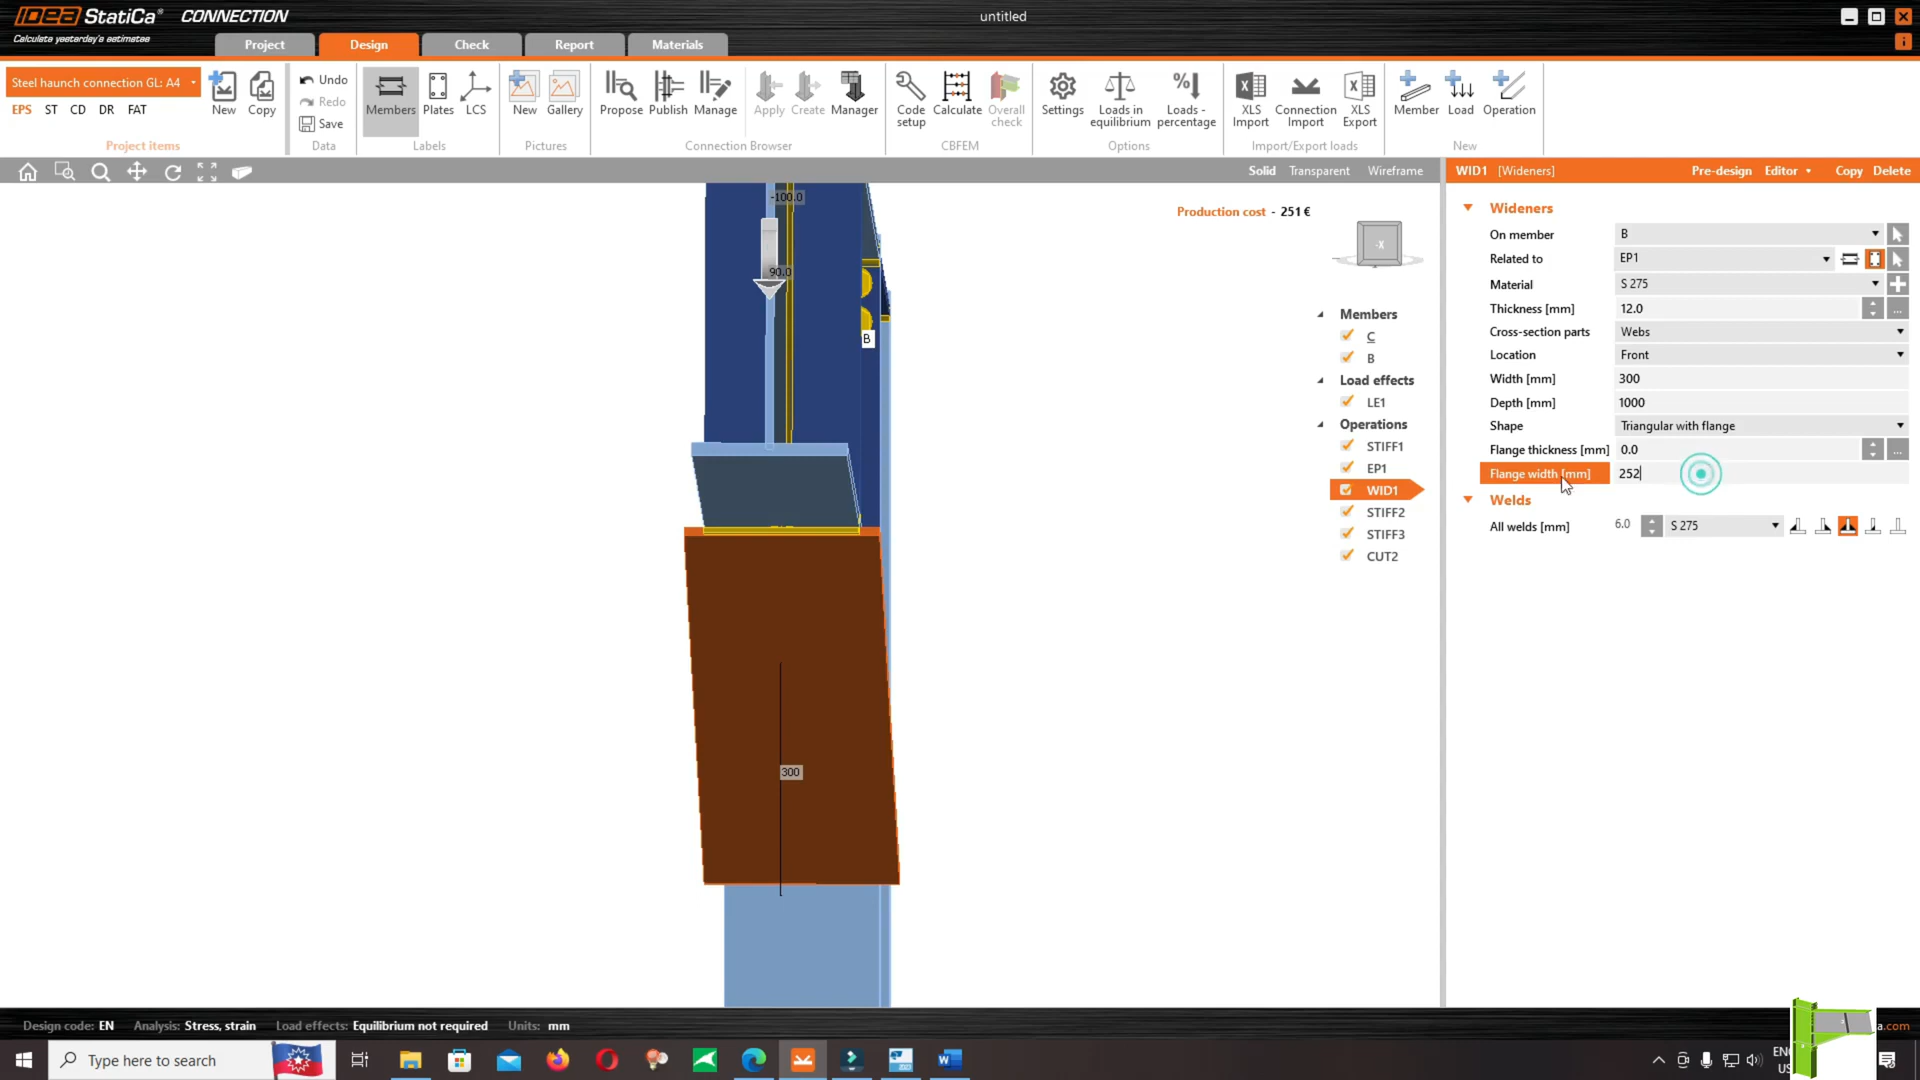 IDEA StatiCa® CONNECTION
Calculate yesterday's estimates
untitled
Project Design Check Report Materials
Steel haunch connection GL: A4
EPS ST CD DR FAT
New Copy
Project items
Undo
Redo
Save
Data
Members Plates LCS
Labels
New Gallery
Pictures
Propose Publish Manage Apply Create Manager
Connection Browser
Code setup Calculate Overall check
CBFEM
Settings Loads in equilibrium Loads - percentage
Options
XLS Import Connection Import XLS Export
Import/Export loads
Member Load Operation
New
Solid Transparent Wireframe
Production cost - 251 €
-X
-100.0
90.0
B
300
Members
C
B
Load effects
LE1
Operations
STIFF1
EP1
WID1
STIFF2
STIFF3
CUT2
WID1 [Wideners] Pre-design Editor Copy Delete
Wideners
On member B
Related to EP1
Material S 275
Thickness [mm] 12.0
Cross-section parts Webs
Location Front
Width [mm] 300
Depth [mm] 1000
Shape Triangular with flange
Flange thickness [mm] 0.0
Flange width [mm] 252
Welds
All welds [mm] 6.0 S 275
Design code: EN Analysis: Stress, strain Load effects: Equilibrium not required Units: mm
a.com
Type here to search